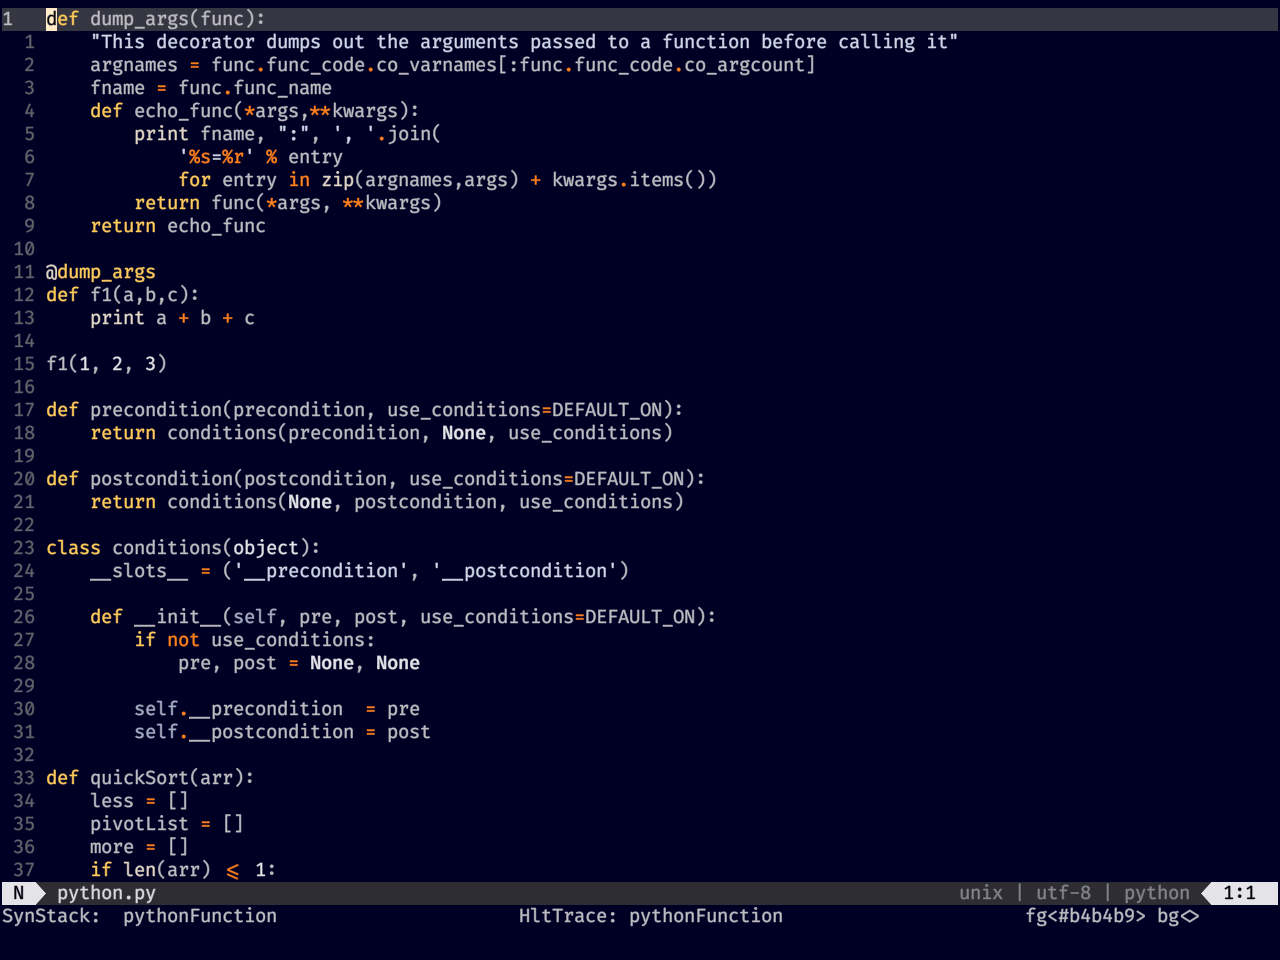 1   def dump_args(func):
  1     "This decorator dumps out the arguments passed to a function before calling it"
  2     argnames = func.func_code.co_varnames[:func.func_code.co_argcount]
  3     fname = func.func_name
  4     def echo_func(*args,**kwargs):
  5         print fname, ":", ', '.join(
  6             '%s=%r' % entry
  7             for entry in zip(argnames,args) + kwargs.items())
  8         return func(*args, **kwargs)
  9     return echo_func
 10
 11 @dump_args
 12 def f1(a,b,c):
 13     print a + b + c
 14
 15 f1(1, 2, 3)
 16
 17 def precondition(precondition, use_conditions=DEFAULT_ON):
 18     return conditions(precondition, None, use_conditions)
 19
 20 def postcondition(postcondition, use_conditions=DEFAULT_ON):
 21     return conditions(None, postcondition, use_conditions)
 22
 23 class conditions(object):
 24     __slots__ = ('__precondition', '__postcondition')
 25
 26     def __init__(self, pre, post, use_conditions=DEFAULT_ON):
 27         if not use_conditions:
 28             pre, post = None, None
 29
 30         self.__precondition  = pre
 31         self.__postcondition = post
 32
 33 def quickSort(arr):
 34     less = []
 35     pivotList = []
 36     more = []
 37     if len(arr) <= 1:
N python.py unix | utf-8 | python 1:1
SynStack:  pythonFunction HltTrace: pythonFunction fg<#b4b4b9> bg<>